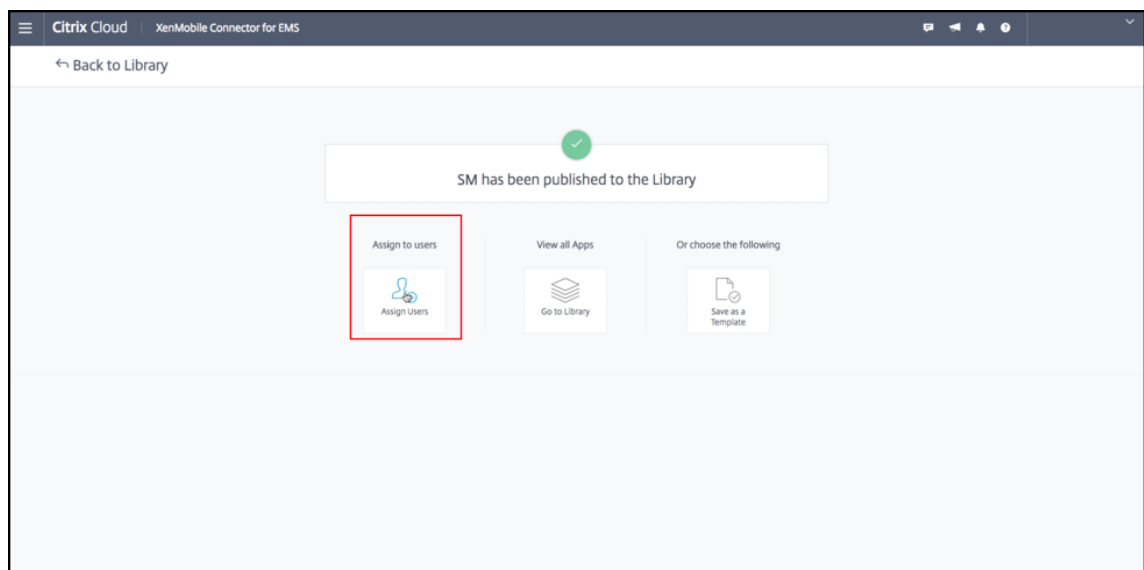 Citrix Cloud XenMobile Connector for EMS
Back to Library
SM has been published to the Library
Assign to users View all Apps Or choose the following
Assign Users Go to Library Save as a
Template